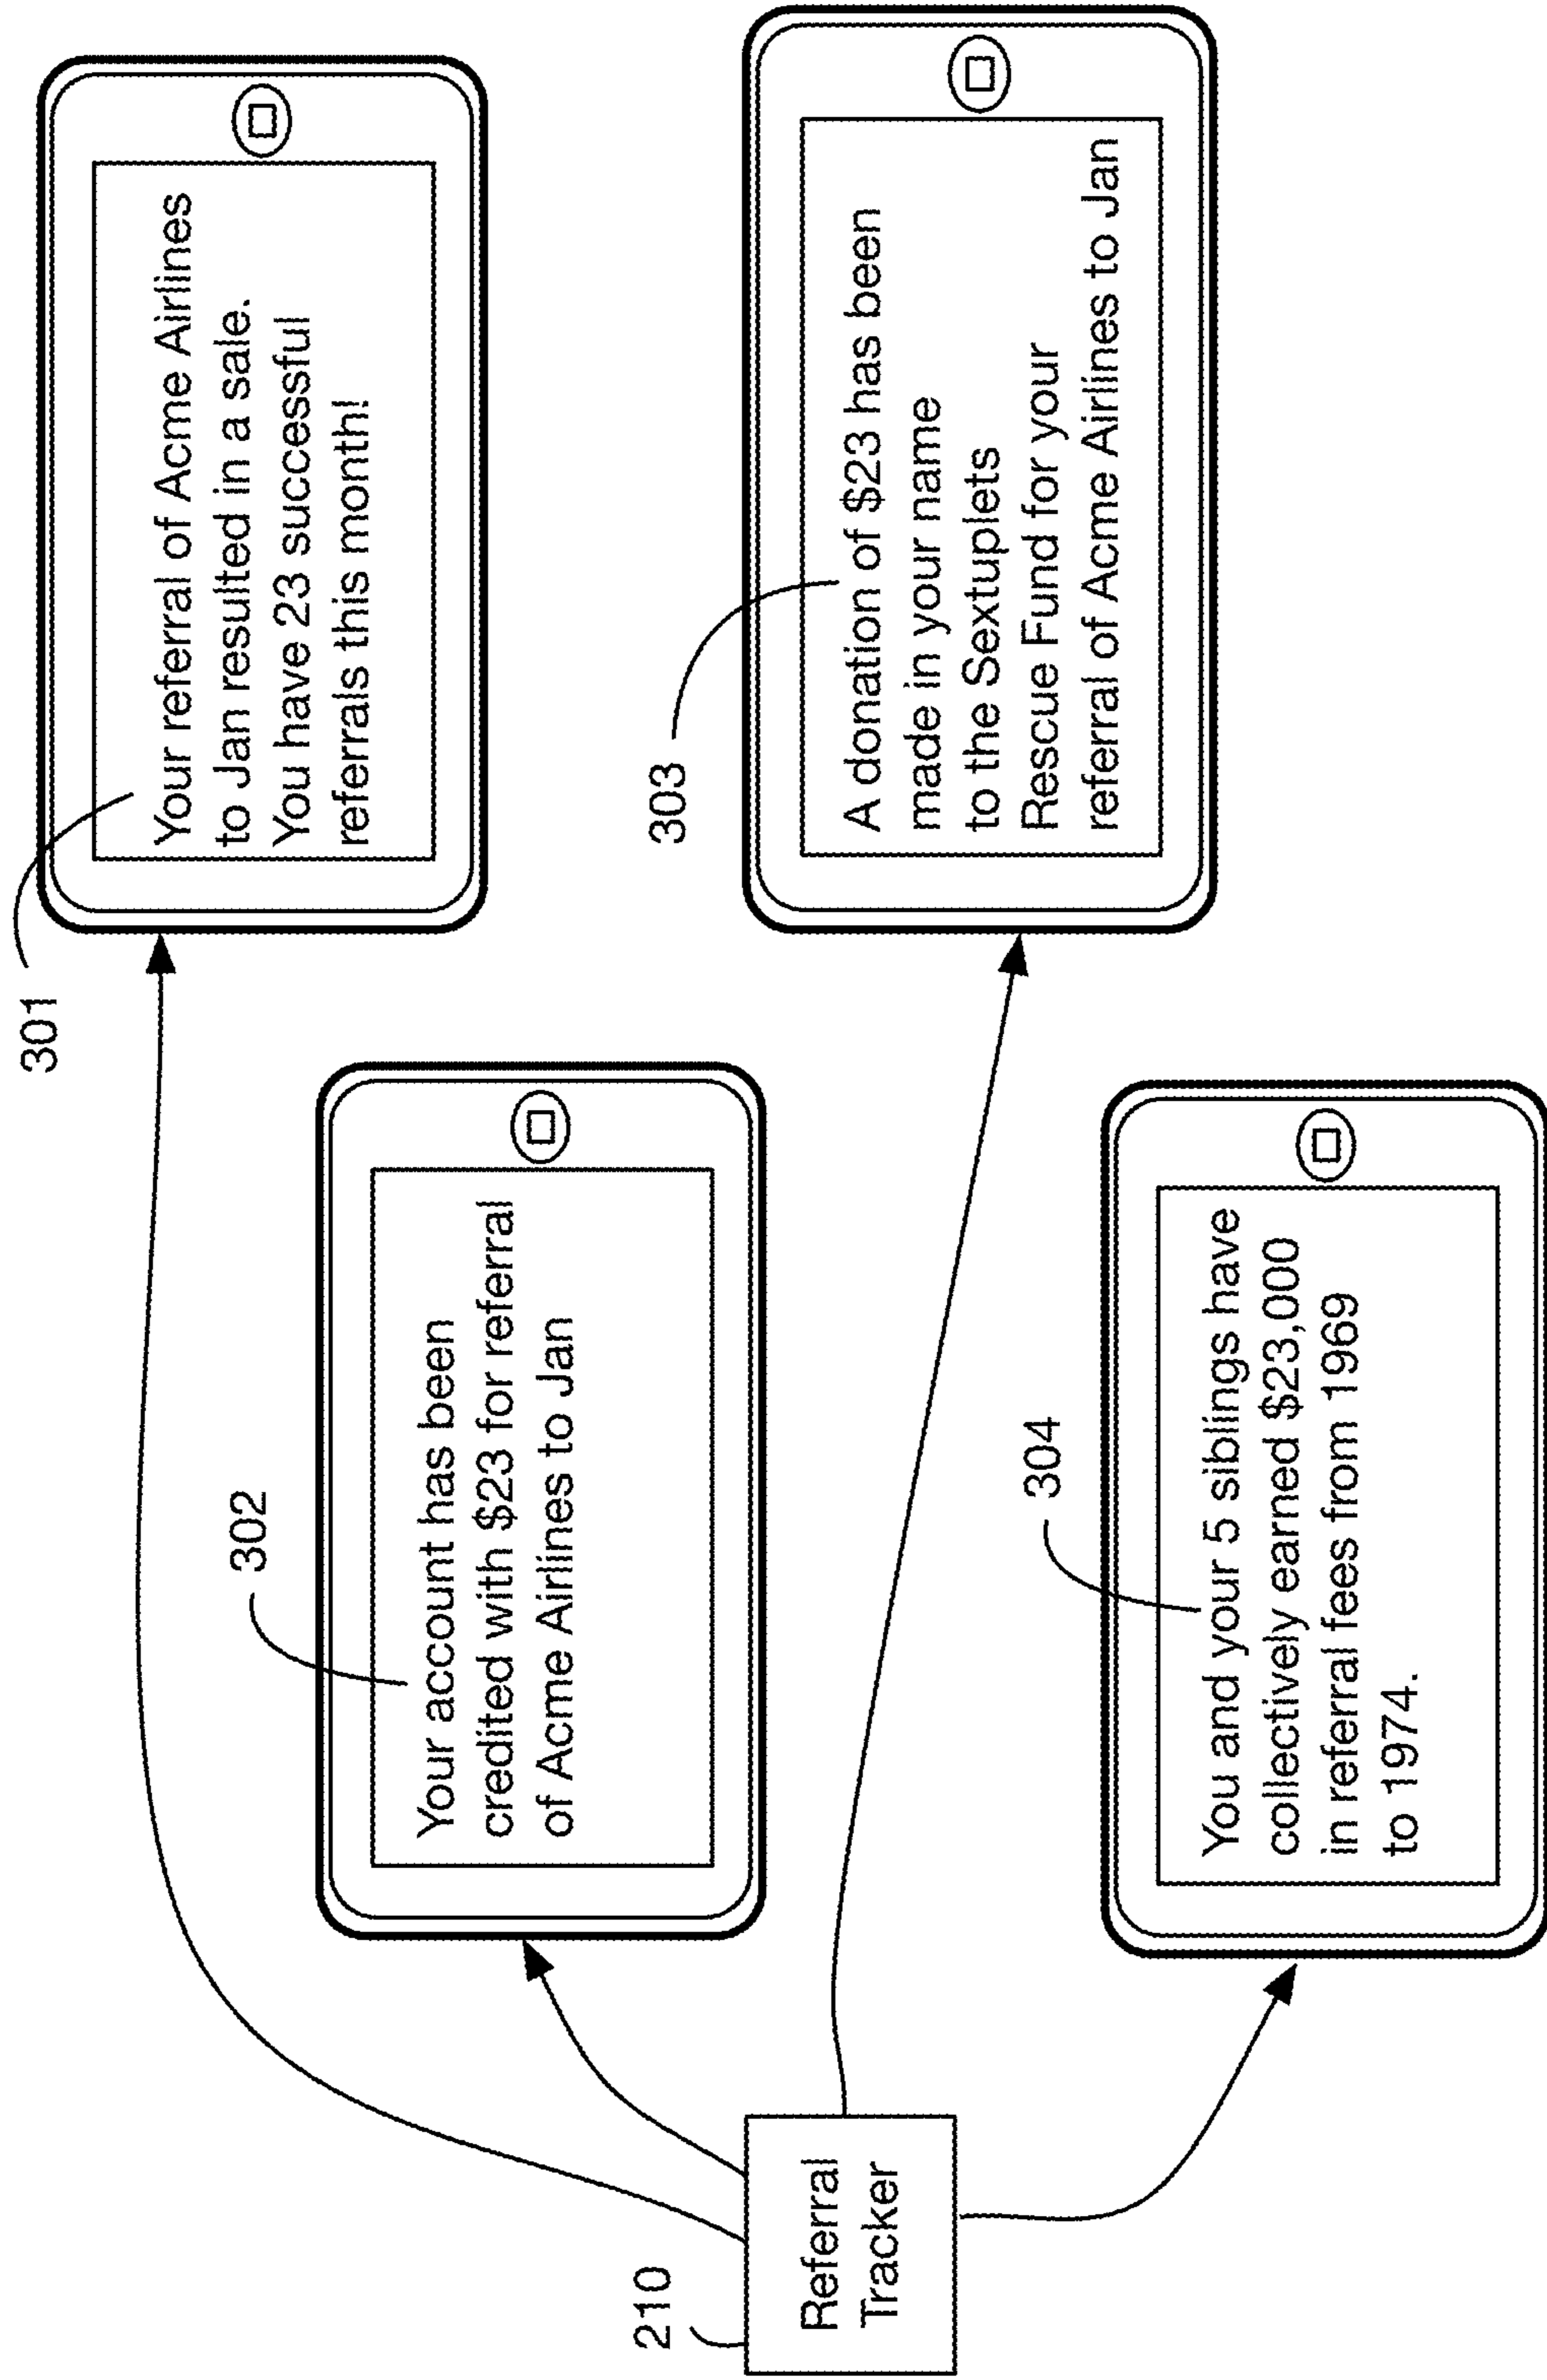 301
Your referral of Acme Airlines
to Jan resulted in a sale.
You have 23 successful
referrals this month!
302
Your account has been
credited with $23 for referral
of Acme Airlines to Jan
303
A donation of $23 has been
made in your name
to the Sextuplets
Rescue Fund for your
referral of Acme Airlines to Jan
304
You and your 5 siblings have
collectively earned $23,000
in referral fees from 1969
to 1974.
210
Referral
Tracker